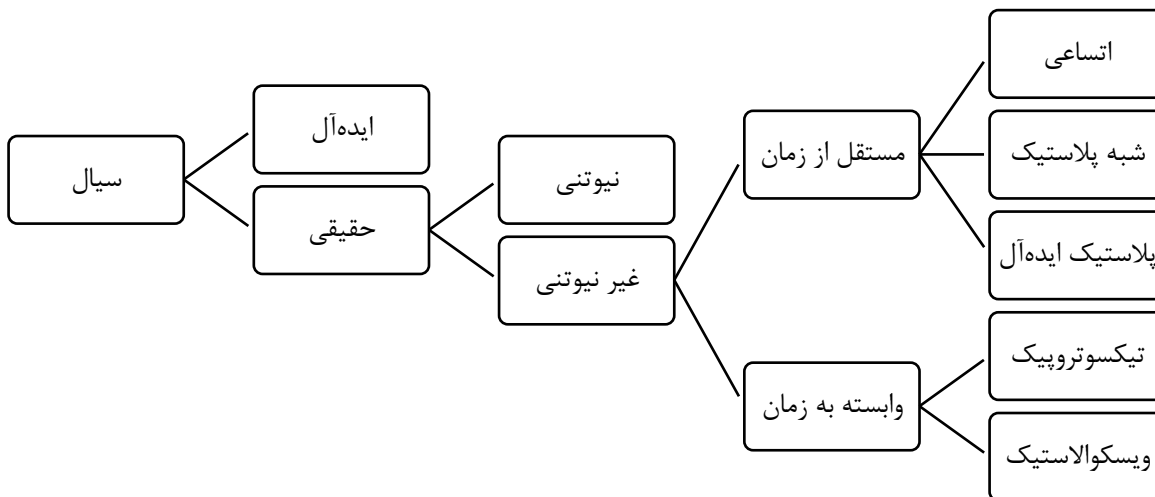 سیال
ایده‌آل
حقیقی
نیوتنی
غیر نیوتنی
مستقل از زمان
وابسته به زمان
اتساعی
شبه پلاستیک
پلاستیک ایده‌آل
تیکسوتروپیک
ویسکوالاستیک